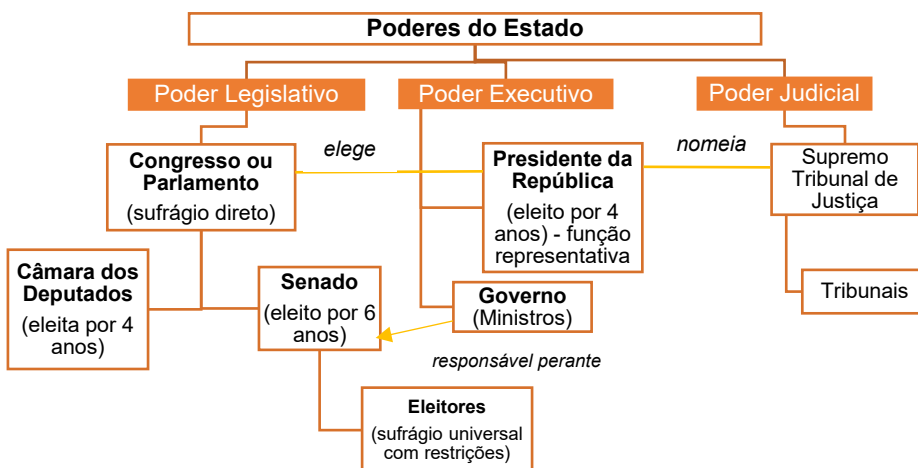 Poderes do Estado
Poder Legislativo
Poder Executivo
Poder Judicial
Congresso ou
Parlamento
(sufrágio direto)
elege
Presidente da
República
(eleito por 4
anos) - função
representativa
nomeia
Supremo
Tribunal de
Justiça
Câmara dos
Deputados
(eleita por 4
anos)
Senado
(eleito por 6
anos)
Governo
(Ministros)
Tribunais
responsável perante
Eleitores
(sufrágio universal
com restrições)